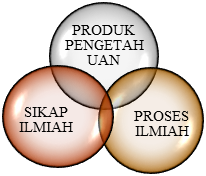 PRODUK
PENGETAH
UAN
SIKAP
ILMIAH
PROSES
ILMIAH